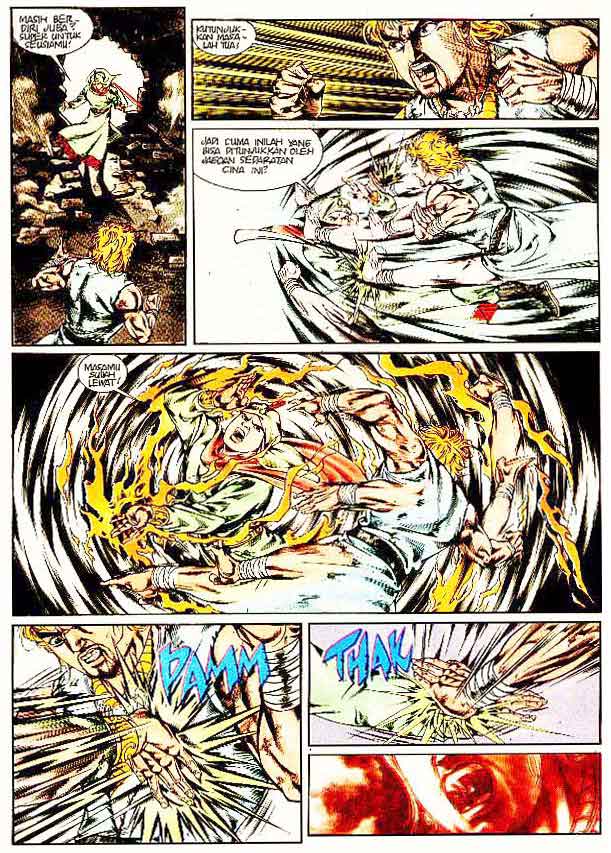 MASIH BER-
DIRI JUGA?
SUPER UNTUK
SEUSIAMU!
KUTUNJUK-
KAN MASA-
LAH TUA!
JADI CUMA INILAH YANG
BISA DITUNJUKKAN OLEH
JAGOAN SEPARATAN
CINA INI?
MASAMU
SUDAH
LEWAT!
DAMM
THAK